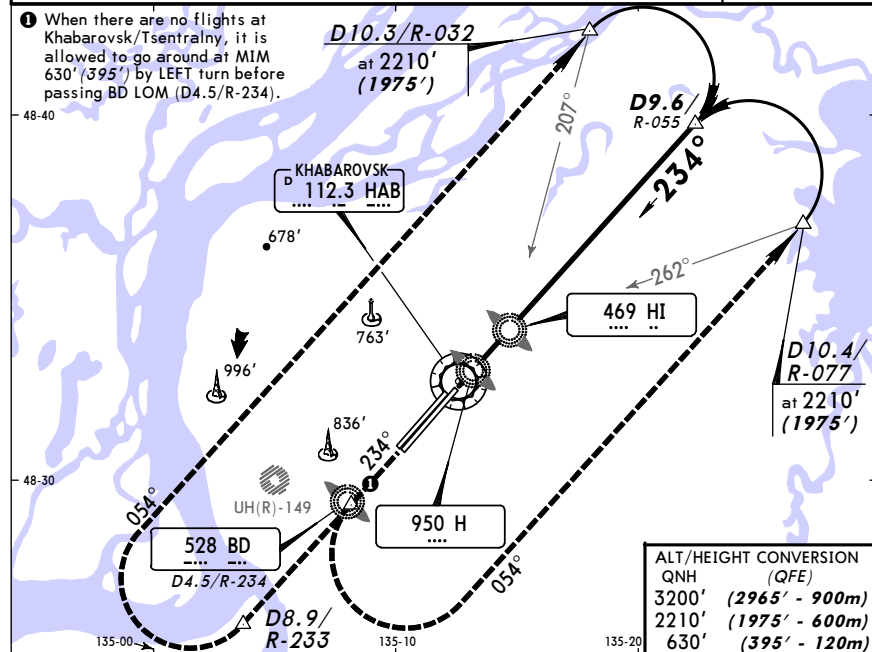 ❶ When there are no flights at
Khabarovsk/Tsentralny, it is
allowed to go around at MIM
630' (395') by LEFT turn before
passing BD LOM (D4.5/R-234).
D10.3/R-032
at 2210'
(1975')
48-40
207°
D9.6/
R-055
234°
KHABAROVSK
D 112.3 HAB
678'
262°
469 HI
763'
996'
D10.4/
R-077
at 2210'
(1975')
836'
234°
❶
48-30
UH(R)-149
054°
950 H
528 BD
D4.5/R-234
054°
D8.9/
R-233
135-00
135-10
135-20
ALT/HEIGHT CONVERSION
QNH (QFE)
3200' (2965' - 900m)
2210' (1975' - 600m)
630' (395' - 120m)